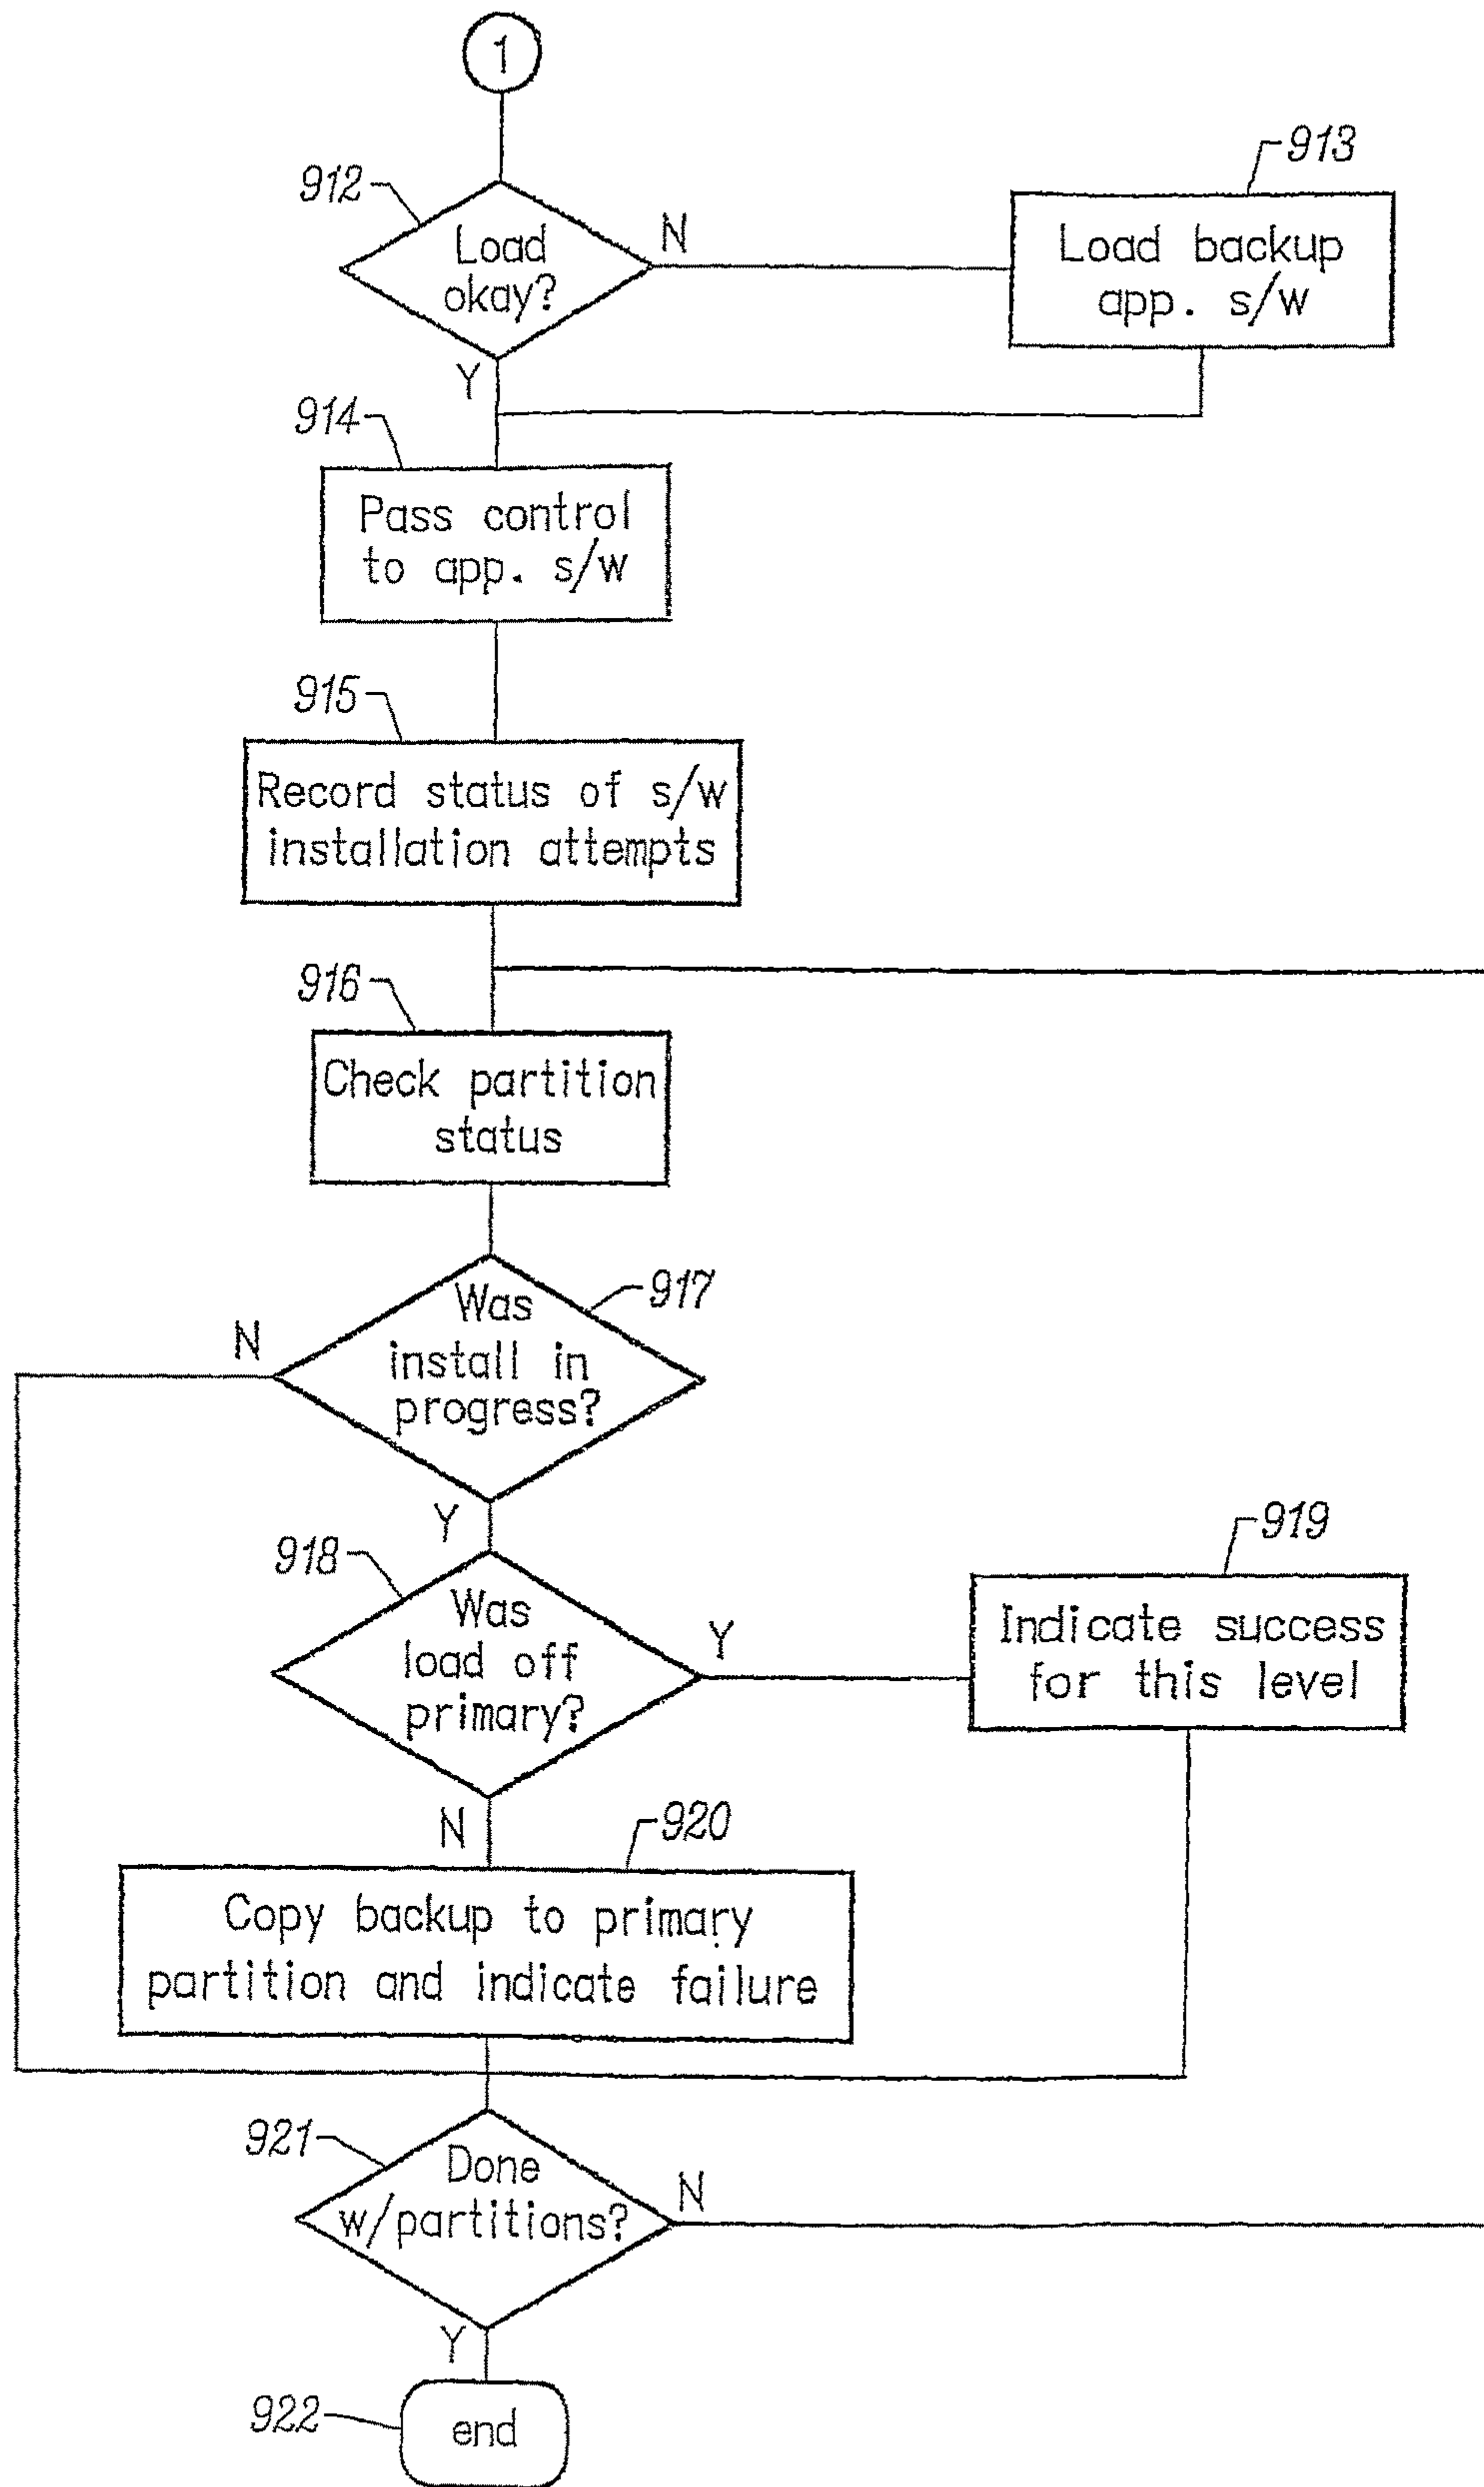 1
912
Load
okay?
N
Y
913
Load backup
app. s/w
914
Pass control
to app. s/w
915
Record status of s/w
installation attempts
916
Check partition
status
917
Was
install in
progress?
N
Y
918
Was
load off
primary?
Y
N
919
Indicate success
for this level
920
Copy backup to primary
partition and indicate failure
921
Done
w/partitions?
N
Y
922
end